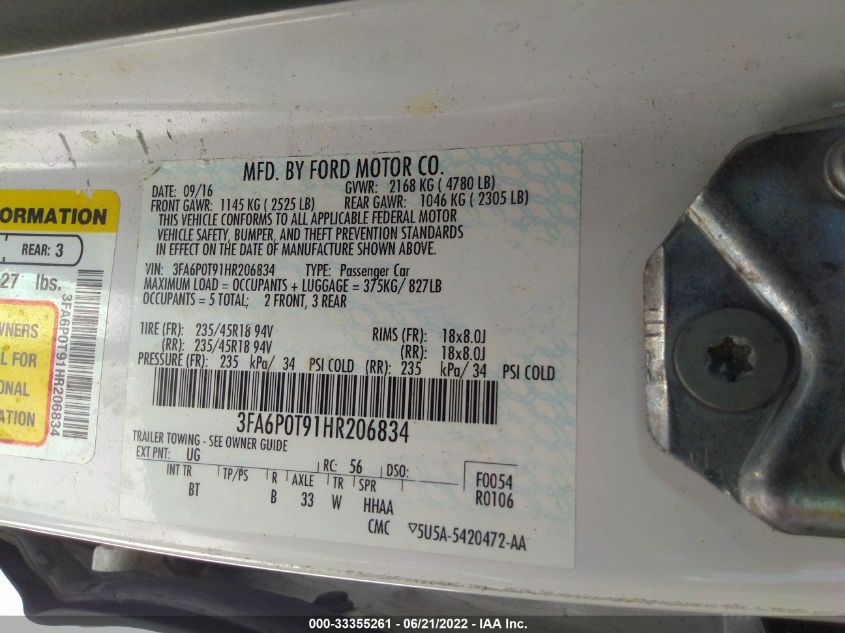 MFD. BY FORD MOTOR CO.
DATE: 09/16 GVWR: 2168 KG ( 4780 LB)
FRONT GAWR: 1145 KG ( 2525 LB) REAR GAWR: 1046 KG ( 2305 LB)
THIS VEHICLE CONFORMS TO ALL APPLICABLE FEDERAL MOTOR
VEHICLE SAFETY, BUMPER, AND THEFT PREVENTION STANDARDS
IN EFFECT ON THE DATE OF MANUFACTURE SHOWN ABOVE.
VIN: 3FA6P0T91HR206834 TYPE: Passenger Car
MAXIMUM LOAD = OCCUPANTS + LUGGAGE = 375KG/ 827LB
OCCUPANTS = 5 TOTAL; 2 FRONT, 3 REAR
TIRE (FR): 235/45R18 94V RIMS (FR): 18x8.0J
(RR): 235/45R18 94V (RR): 18x8.0J
PRESSURE (FR): 235 kPa/ 34 PSI COLD (RR): 235 kPa/ 34 PSI COLD
3FA6P0T91HR206834
TRAILER TOWING - SEE OWNER GUIDE
EXT PNT: UG RC: 56 DSO:
INT TR TP/PS R AXLE TR SPR F0054
BT B 33 W HHAA R0106
CMC ▽5U5A-5420472-AA
ORMATION
REAR: 3
27 lbs.
WNERS
L FOR
ONAL
ATION
3FA6P0T91HR206834
000-33355261 - 06/21/2022 - IAA Inc.